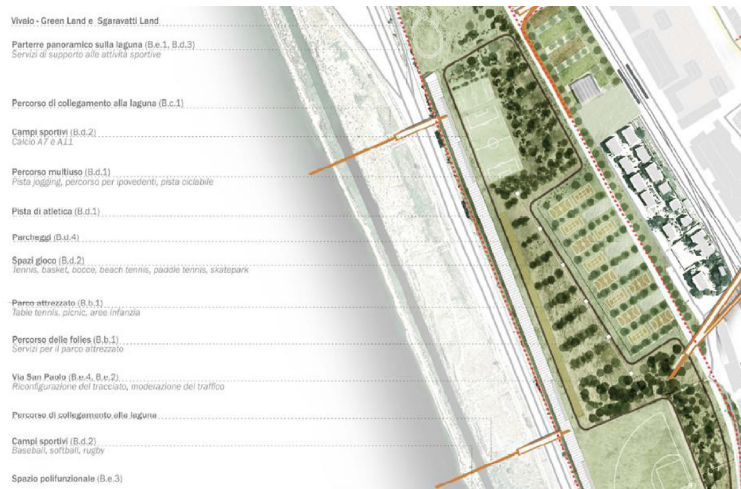 Vivaio - Green Land e Sgaravatti Land
Parterre panoramico sulla laguna (B.e.1, B.d.3)
Servizi di supporto alle attività sportive
Percorso di collegamento alla laguna (B.c.1)
Campi sportivi (B.d.2)
Calcio A7 e A11
Percorso multiuso (B.d.1)
Pista jogging, percorso per ipovedenti, pista ciclabile
Pista di atletica (B.d.1)
Parcheggi (B.d.4)
Spazi gioco (B.d.2)
Tennis, basket, bocce, beach tennis, paddle tennis, skatepark
Parco attrezzato (B.b.1)
Table tennis, picnic, aree infanzia
Percorso delle folies (B.b.1)
Servizi per il parco attrezzato
Via San Paolo (B.e.4, B.e.2)
Riconfigurazione del tracciato, moderazione del traffico
Percorso di collegamento alla laguna
Campi sportivi (B.d.2)
Baseball, softball, rugby
Spazio polifunzionale (B.e.3)